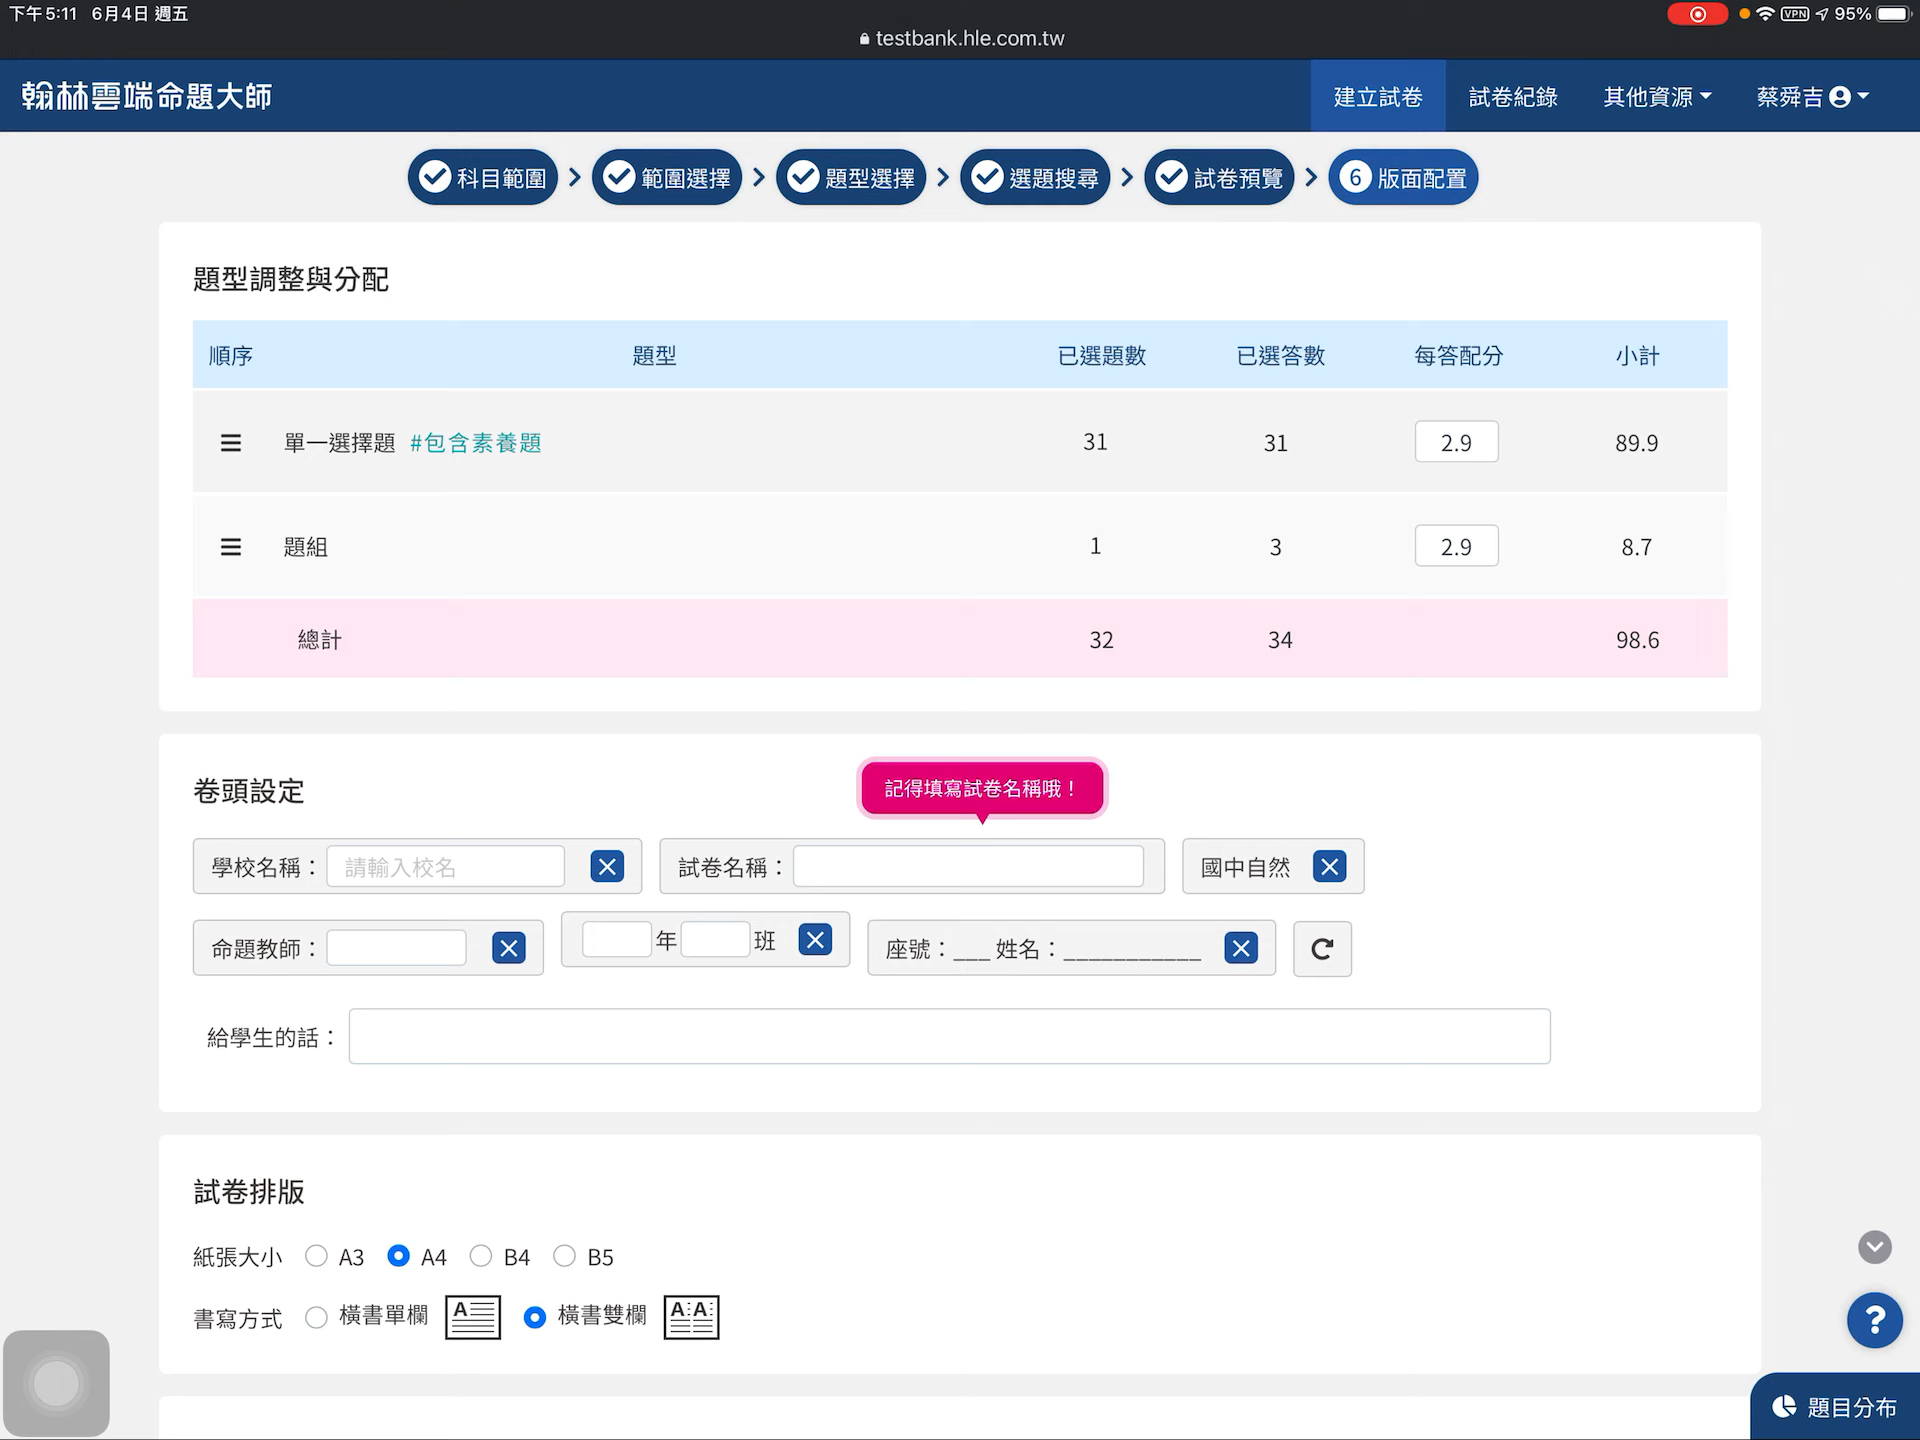 下午5:11 6月4日 週五
VPN 95%
testbank.hle.com.tw
翰林雲端命題大師
建立試卷
試卷紀錄
其他資源
蔡舜吉
科目範圍
範圍選擇
題型選擇
選題搜尋
試卷預覽
6 版面配置
題型調整與分配
順序 題型 已選題數 已選答數 每答配分 小計
單一選擇題 #包含素養題 31 31 2.9 89.9
題組 1 3 2.9 8.7
總計 32 34 98.6
卷頭設定
記得填寫試卷名稱哦！
學校名稱： 請輸入校名
試卷名稱：
國中自然
命題教師：
年 班
座號：___ 姓名：___________
給學生的話：
試卷排版
紙張大小 A3 A4 B4 B5
書寫方式 橫書單欄 A 橫書雙欄 A A
?
題目分布